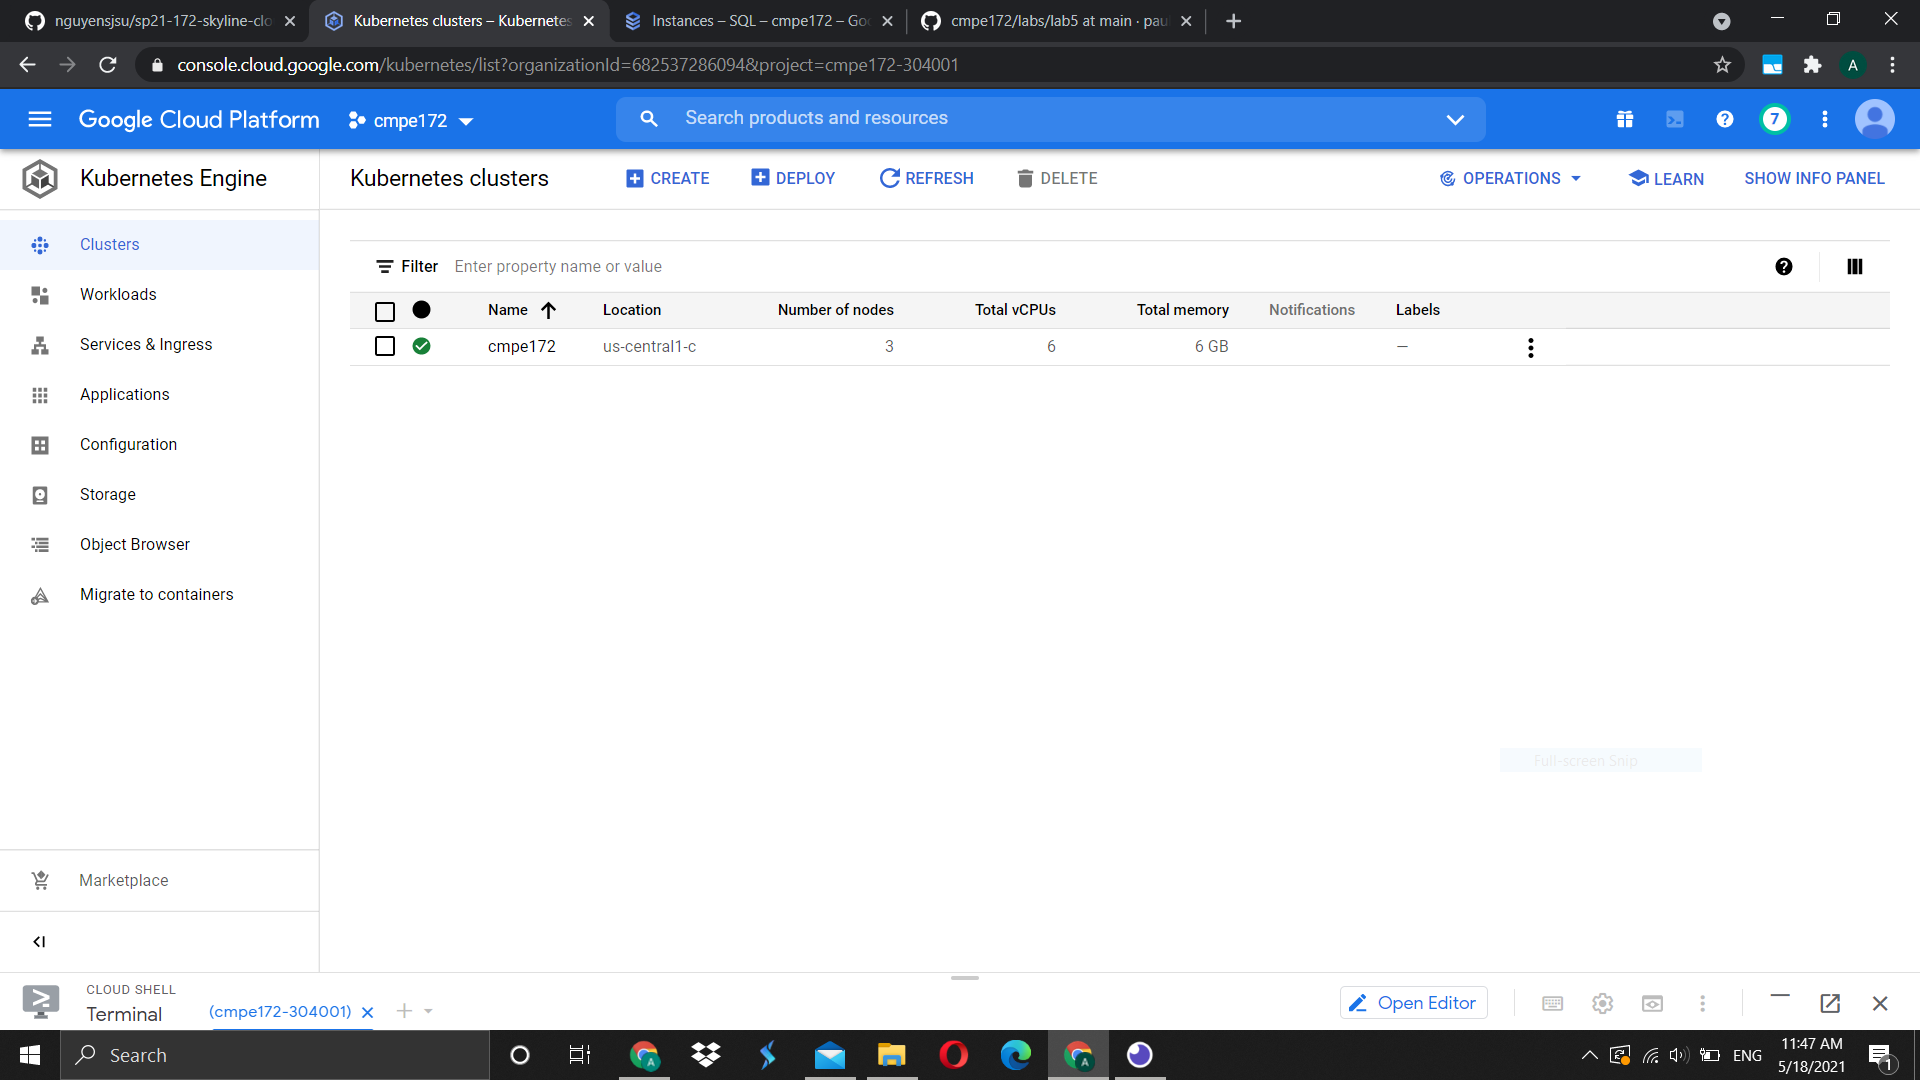 nguyensjsu/sp21-172-skyline-clo
Kubernetes clusters – Kubernetes
Instances – SQL – cmpe172 – Goo
cmpe172/labs/lab5 at main · pau
console.cloud.google.com/kubernetes/list?organizationId=682537286094&project=cmpe172-304001
A
Google Cloud Platform
cmpe172
Search products and resources
7
Kubernetes Engine
Kubernetes clusters
CREATE
DEPLOY
REFRESH
DELETE
OPERATIONS
LEARN
SHOW INFO PANEL
Clusters
Workloads
Services & Ingress
Applications
Configuration
Storage
Object Browser
Migrate to containers
Marketplace
Filter Enter property name or value
Name Location Number of nodes Total vCPUs Total memory Notifications Labels
cmpe172 us-central1-c 3 6 6 GB —
Full-screen Snip
CLOUD SHELL
Terminal
(cmpe172-304001)
Open Editor
Search
A
A
ENG
11:47 AM
5/18/2021
1